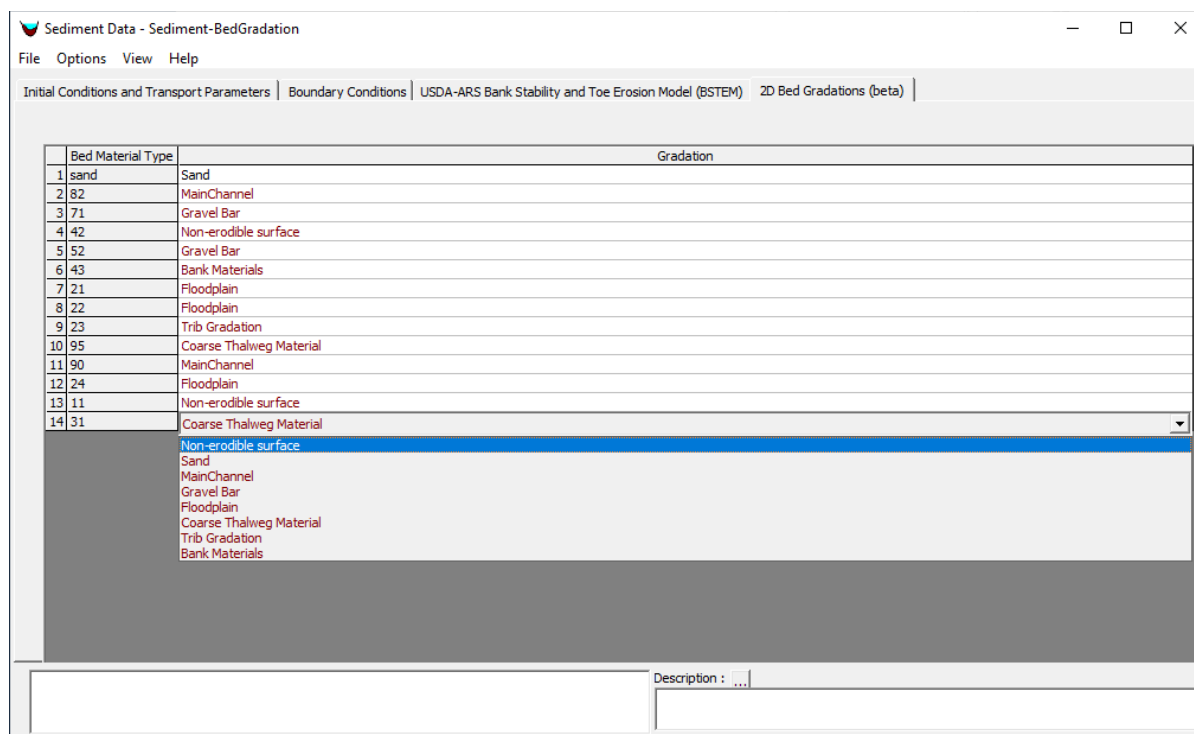 Sediment Data - Sediment-BedGradation
File Options View Help
Initial Conditions and Transport Parameters Boundary Conditions USDA-ARS Bank Stability and Toe Erosion Model (BSTEM) 2D Bed Gradations (beta)
Bed Material Type Gradation
1 sand Sand
2 82 MainChannel
3 71 Gravel Bar
4 42 Non-erodible surface
5 52 Gravel Bar
6 43 Bank Materials
7 21 Floodplain
8 22 Floodplain
9 23 Trib Gradation
10 95 Coarse Thalweg Material
11 90 MainChannel
12 24 Floodplain
13 11 Non-erodible surface
14 31 Coarse Thalweg Material
Non-erodible surface
Sand
MainChannel
Gravel Bar
Floodplain
Coarse Thalweg Material
Trib Gradation
Bank Materials
Description : ...